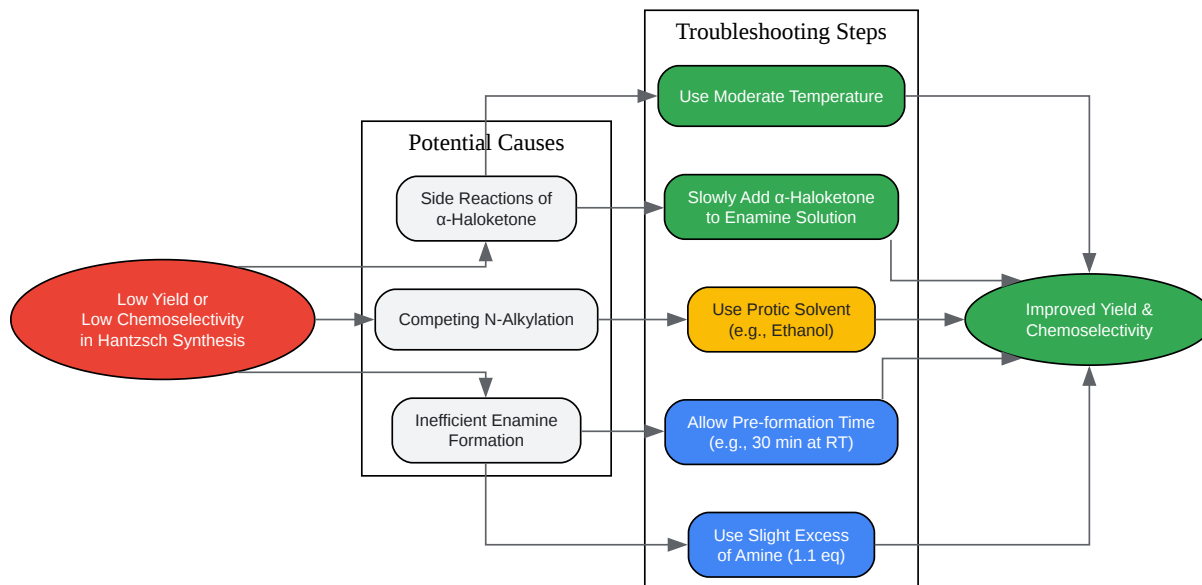 Troubleshooting Steps
Use Moderate Temperature
Potential Causes
Side Reactions of
α-Haloketone
Slowly Add α-Haloketone
to Enamine Solution
Low Yield or
Low Chemoselectivity
in Hantzsch Synthesis
Competing N-Alkylation
Use Protic Solvent
(e.g., Ethanol)
Improved Yield &
Chemoselectivity
Inefficient Enamine
Formation
Allow Pre-formation Time
(e.g., 30 min at RT)
Use Slight Excess
of Amine (1.1 eq)